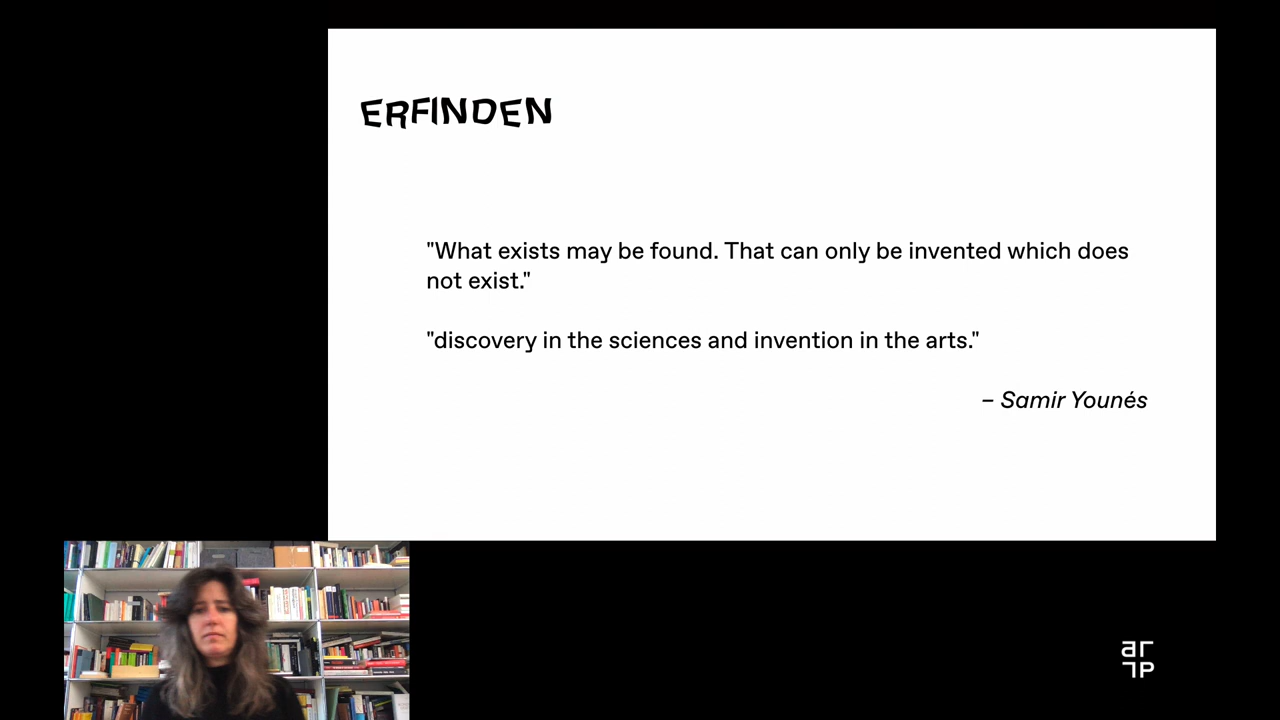 ERFINDEN
"What exists may be found. That can only be invented which does
not exist."
"discovery in the sciences and invention in the arts."
– Samir Younés
ar